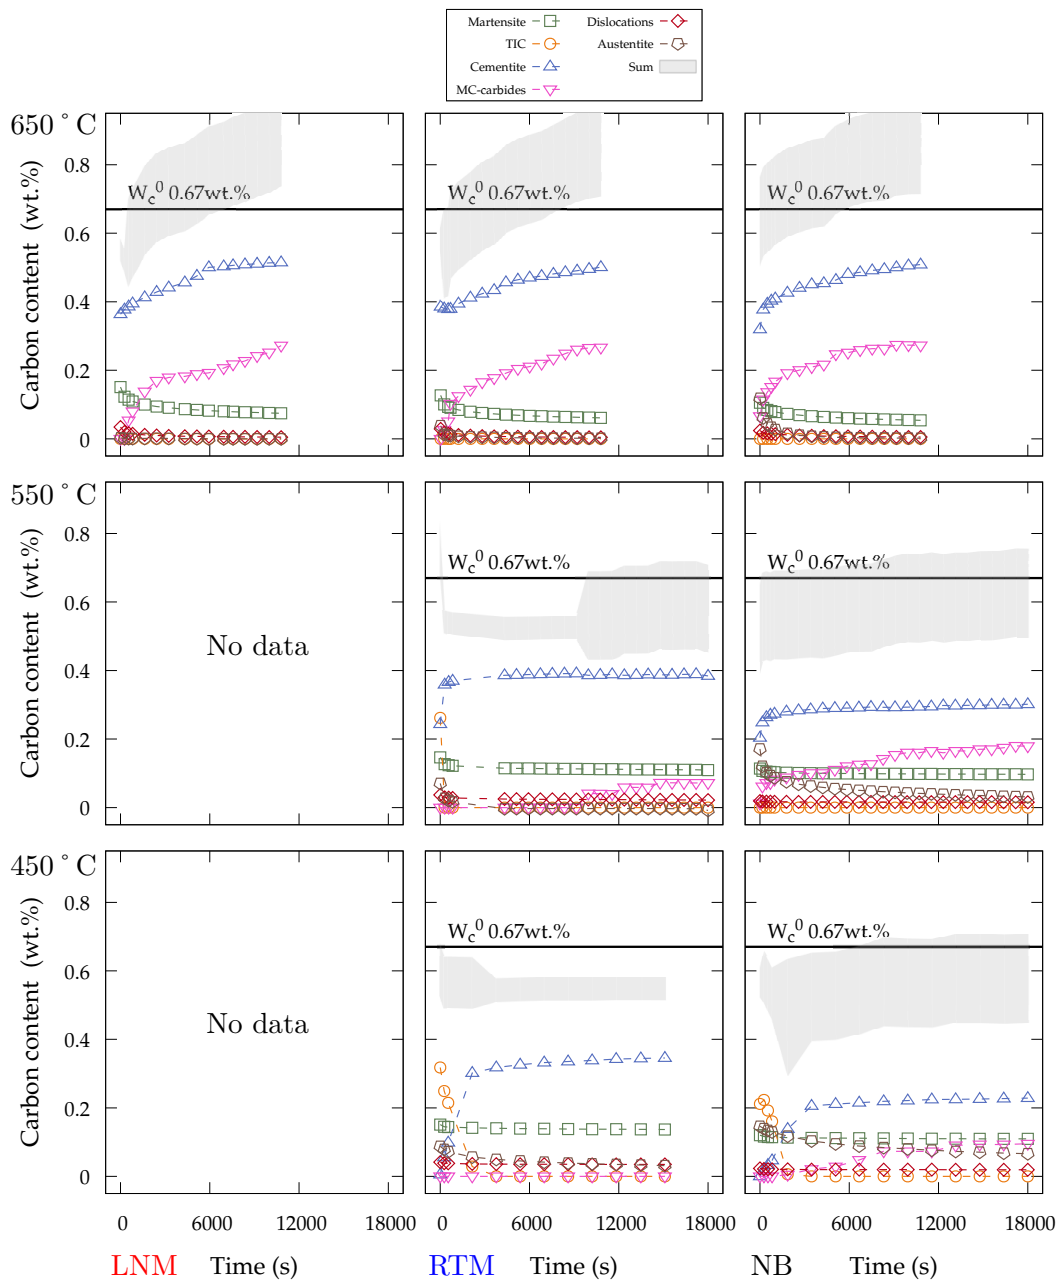 Martensite
TIC
Cementite
MC-carbides
Dislocations
Austentite
Sum
650°C
Carbon content (wt.%)
0.8
0.6
0.4
0.2
0
W_c^0 0.67wt.%
W_c^0 0.67wt.%
W_c^0 0.67wt.%
550°C
Carbon content (wt.%)
0.8
0.6
0.4
0.2
0
No data
W_c^0 0.67wt.%
W_c^0 0.67wt.%
450°C
Carbon content (wt.%)
0.8
0.6
0.4
0.2
0
No data
W_c^0 0.67wt.%
W_c^0 0.67wt.%
0 6000 12000 18000 0 6000 12000 18000 0 6000 12000 18000
LNM Time (s) RTM Time (s) NB Time (s)